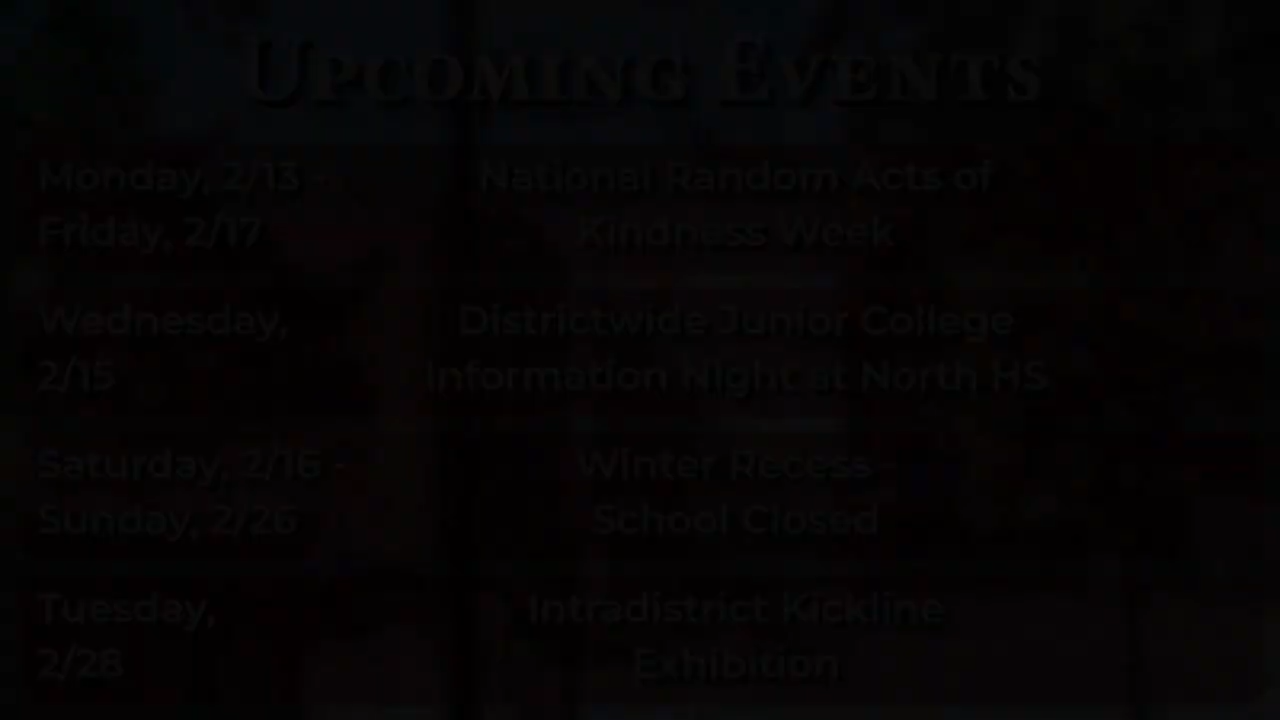 UPCOMING EVENTS
Monday, 2/13 -
Friday, 2/17
National Random Acts of
Kindness Week
Wednesday,
2/15
Districtwide Junior College
Information Night at North HS
Saturday, 2/18 -
Sunday, 2/26
Winter Recess
School Closed
Tuesday,
2/28
Intradistrict Kickline
Exhibition